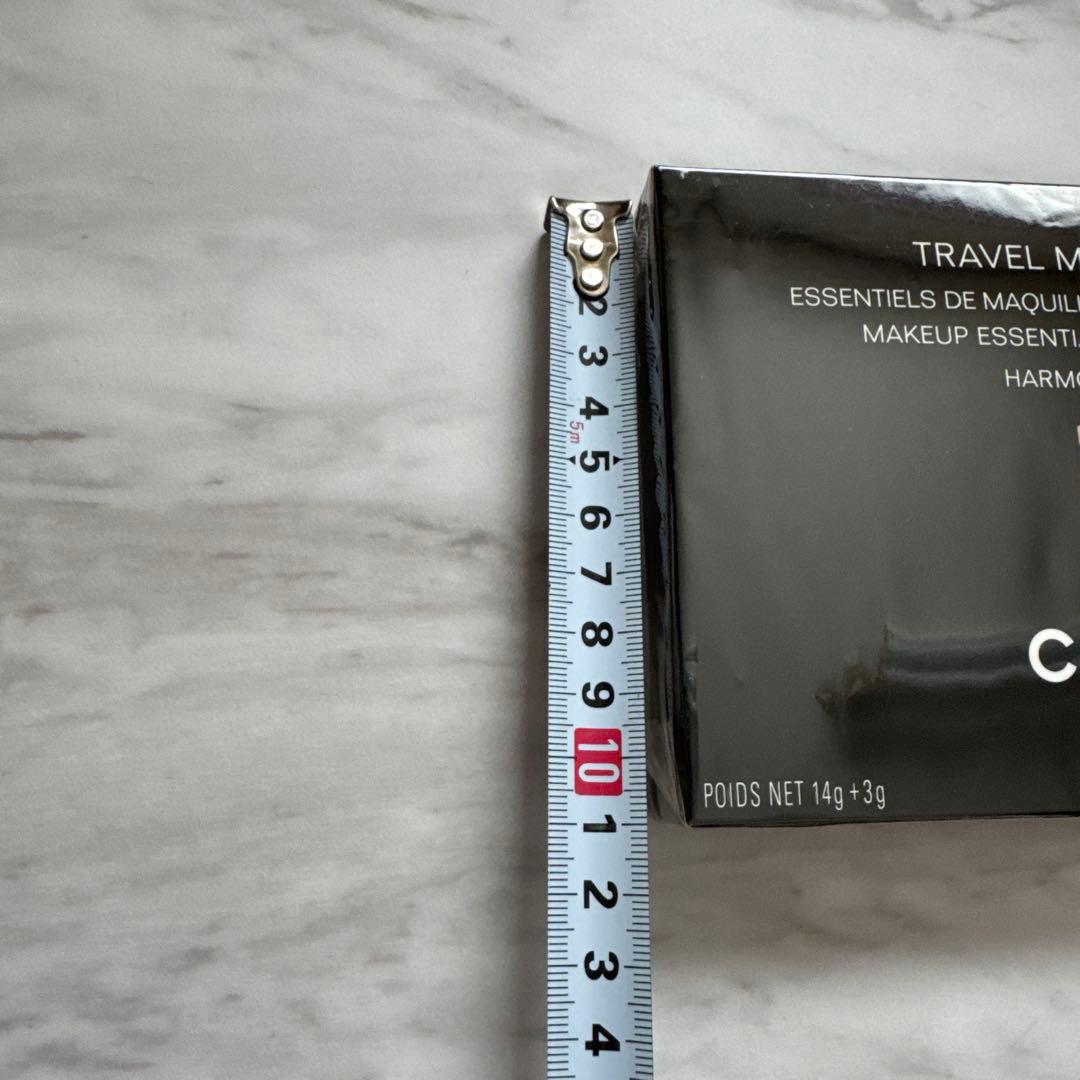 2
3
4
5m
5
6
7
8
9
10
1
2
3
4
TRAVEL M
ESSENTIELS DE MAQUIL
MAKEUP ESSENTI
HARMO
C
POIDS NET 14g + 3g